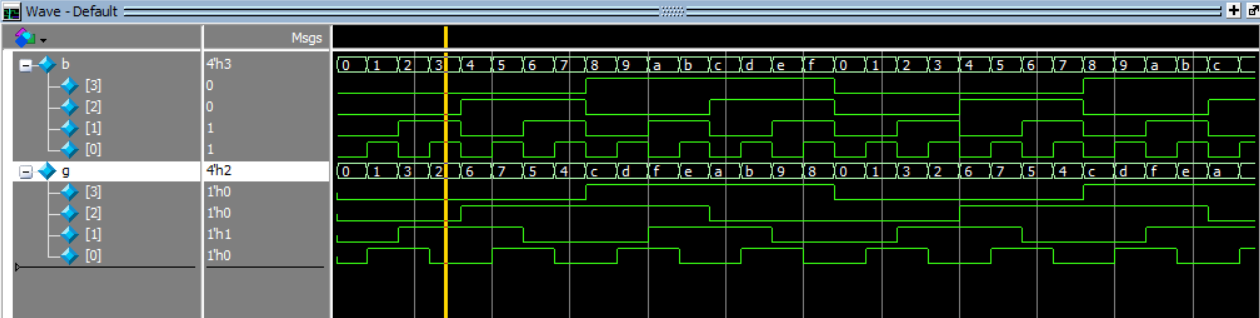 Wave - Default
Msgs
b 4'h3 0 1 2 3 4 5 6 7 8 9 a b c d e f 0 1 2 3 4 5 6 7 8 9 a b c
[3] 0
[2] 0
[1] 1
[0] 1
g 4'h2 0 1 3 2 6 7 5 4 c d f e a b 9 8 0 1 3 2 6 7 5 4 c d f e a
[3] 1'h0
[2] 1'h0
[1] 1'h1
[0] 1'h0